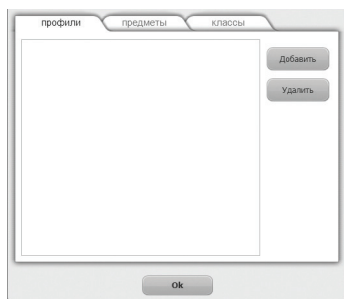 профили предметы классы
Добавить
Удалить
Ok